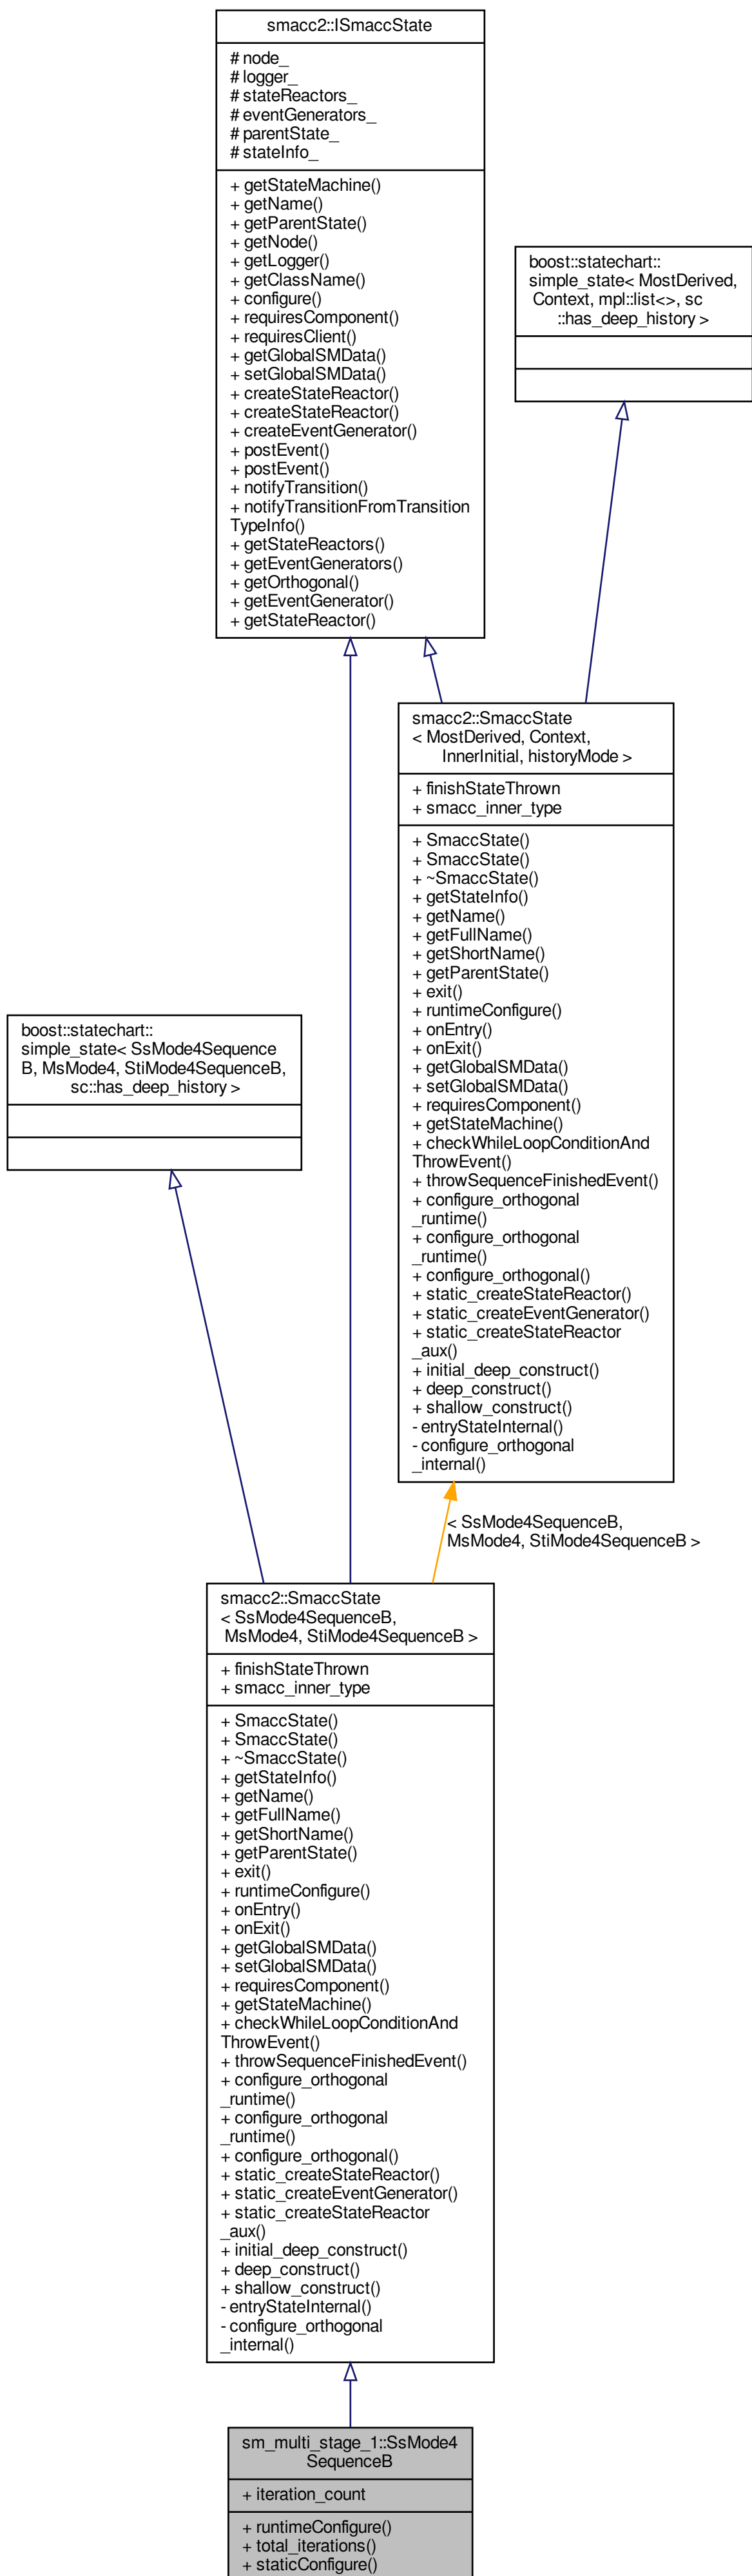 smacc2::ISmaccState
# node_
# logger_
# stateReactors_
# eventGenerators_
# parentState_
# stateInfo_
+ getStateMachine()
+ getName()
+ getParentState()
+ getNode()
+ getLogger()
+ getClassName()
+ configure()
+ requiresComponent()
+ requiresClient()
+ getGlobalSMData()
+ setGlobalSMData()
+ createStateReactor()
+ createStateReactor()
+ createEventGenerator()
+ postEvent()
+ postEvent()
+ notifyTransition()
+ notifyTransitionFromTransition
TypeInfo()
+ getStateReactors()
+ getEventGenerators()
+ getOrthogonal()
+ getEventGenerator()
+ getStateReactor()
boost::statechart::
simple_state< MostDerived,
Context, mpl::list<>, sc
::has_deep_history >
smacc2::SmaccState
< MostDerived, Context,
InnerInitial, historyMode >
+ finishStateThrown
+ smacc_inner_type
+ SmaccState()
+ SmaccState()
+ ~SmaccState()
+ getStateInfo()
+ getName()
+ getFullName()
+ getShortName()
+ getParentState()
+ exit()
+ runtimeConfigure()
+ onEntry()
+ onExit()
+ getGlobalSMData()
+ setGlobalSMData()
+ requiresComponent()
+ getStateMachine()
+ checkWhileLoopConditionAnd
ThrowEvent()
+ throwSequenceFinishedEvent()
+ configure_orthogonal
_runtime()
+ configure_orthogonal
_runtime()
+ configure_orthogonal()
+ static_createStateReactor()
+ static_createEventGenerator()
+ static_createStateReactor
_aux()
+ initial_deep_construct()
+ deep_construct()
+ shallow_construct()
- entryStateInternal()
- configure_orthogonal
_internal()
boost::statechart::
simple_state< SsMode4Sequence
B, MsMode4, StiMode4SequenceB,
sc::has_deep_history >
< SsMode4SequenceB,
MsMode4, StiMode4SequenceB >
smacc2::SmaccState
< SsMode4SequenceB,
MsMode4, StiMode4SequenceB >
+ finishStateThrown
+ smacc_inner_type
+ SmaccState()
+ SmaccState()
+ ~SmaccState()
+ getStateInfo()
+ getName()
+ getFullName()
+ getShortName()
+ getParentState()
+ exit()
+ runtimeConfigure()
+ onEntry()
+ onExit()
+ getGlobalSMData()
+ setGlobalSMData()
+ requiresComponent()
+ getStateMachine()
+ checkWhileLoopConditionAnd
ThrowEvent()
+ throwSequenceFinishedEvent()
+ configure_orthogonal
_runtime()
+ configure_orthogonal
_runtime()
+ configure_orthogonal()
+ static_createStateReactor()
+ static_createEventGenerator()
+ static_createStateReactor
_aux()
+ initial_deep_construct()
+ deep_construct()
+ shallow_construct()
- entryStateInternal()
- configure_orthogonal
_internal()
sm_multi_stage_1::SsMode4
SequenceB
+ iteration_count
+ runtimeConfigure()
+ total_iterations()
+ staticConfigure()